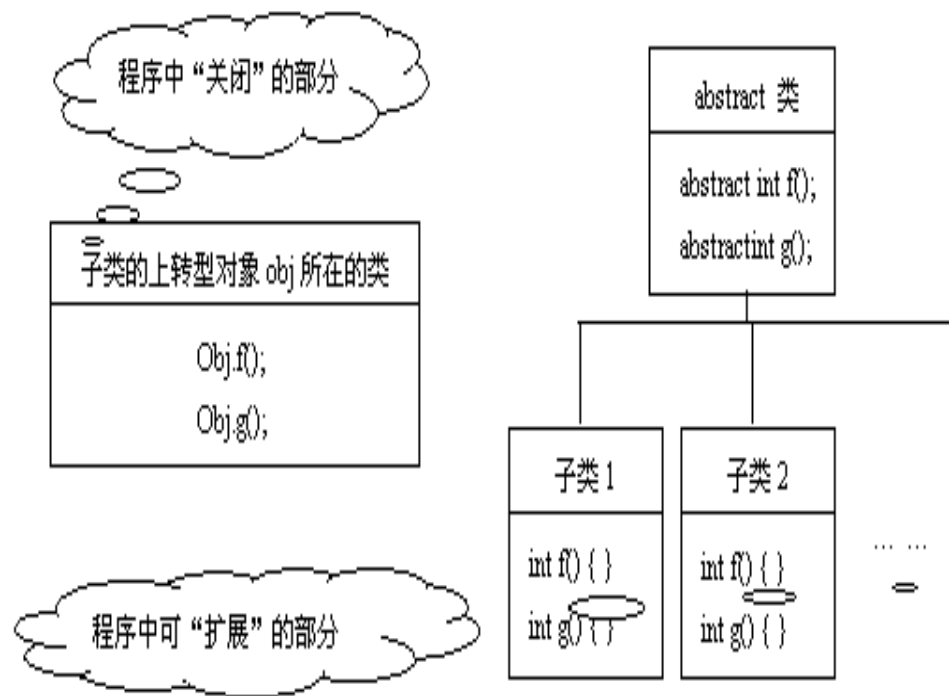 程序中“关闭”的部分
子类的上转型对象 obj 所在的类
Obj.f();
Obj.g();
程序中可“扩展”的部分
abstract 类
abstract int f();
abstractint g();
子类 1
int f() { }
int g() { }
子类 2
int f() { }
int g() { }
… …